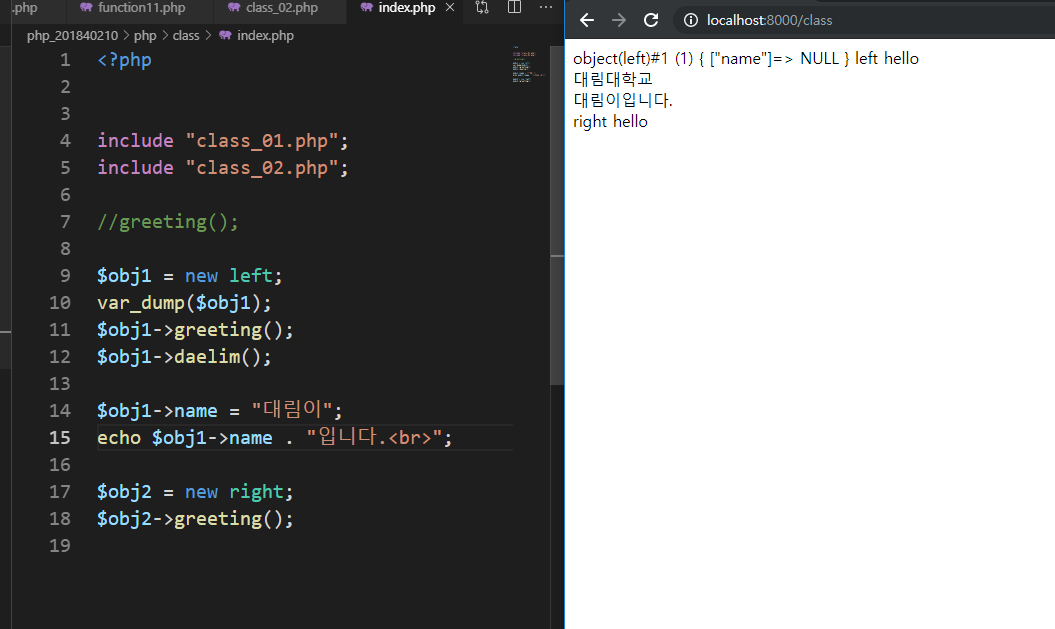 .php function11.php class_02.php index.php
php_201840210 > php > class > index.php
1 <?php
2
3
4 include "class_01.php";
5 include "class_02.php";
6
7 //greeting();
8
9 $obj1 = new left;
10 var_dump($obj1);
11 $obj1->greeting();
12 $obj1->daelim();
13
14 $obj1->name = "대림이";
15 echo $obj1->name . "입니다.<br>";
16
17 $obj2 = new right;
18 $obj2->greeting();
19
localhost:8000/class
object(left)#1 (1) { ["name"]=> NULL } left hello
대림대학교
대림이입니다.
right hello